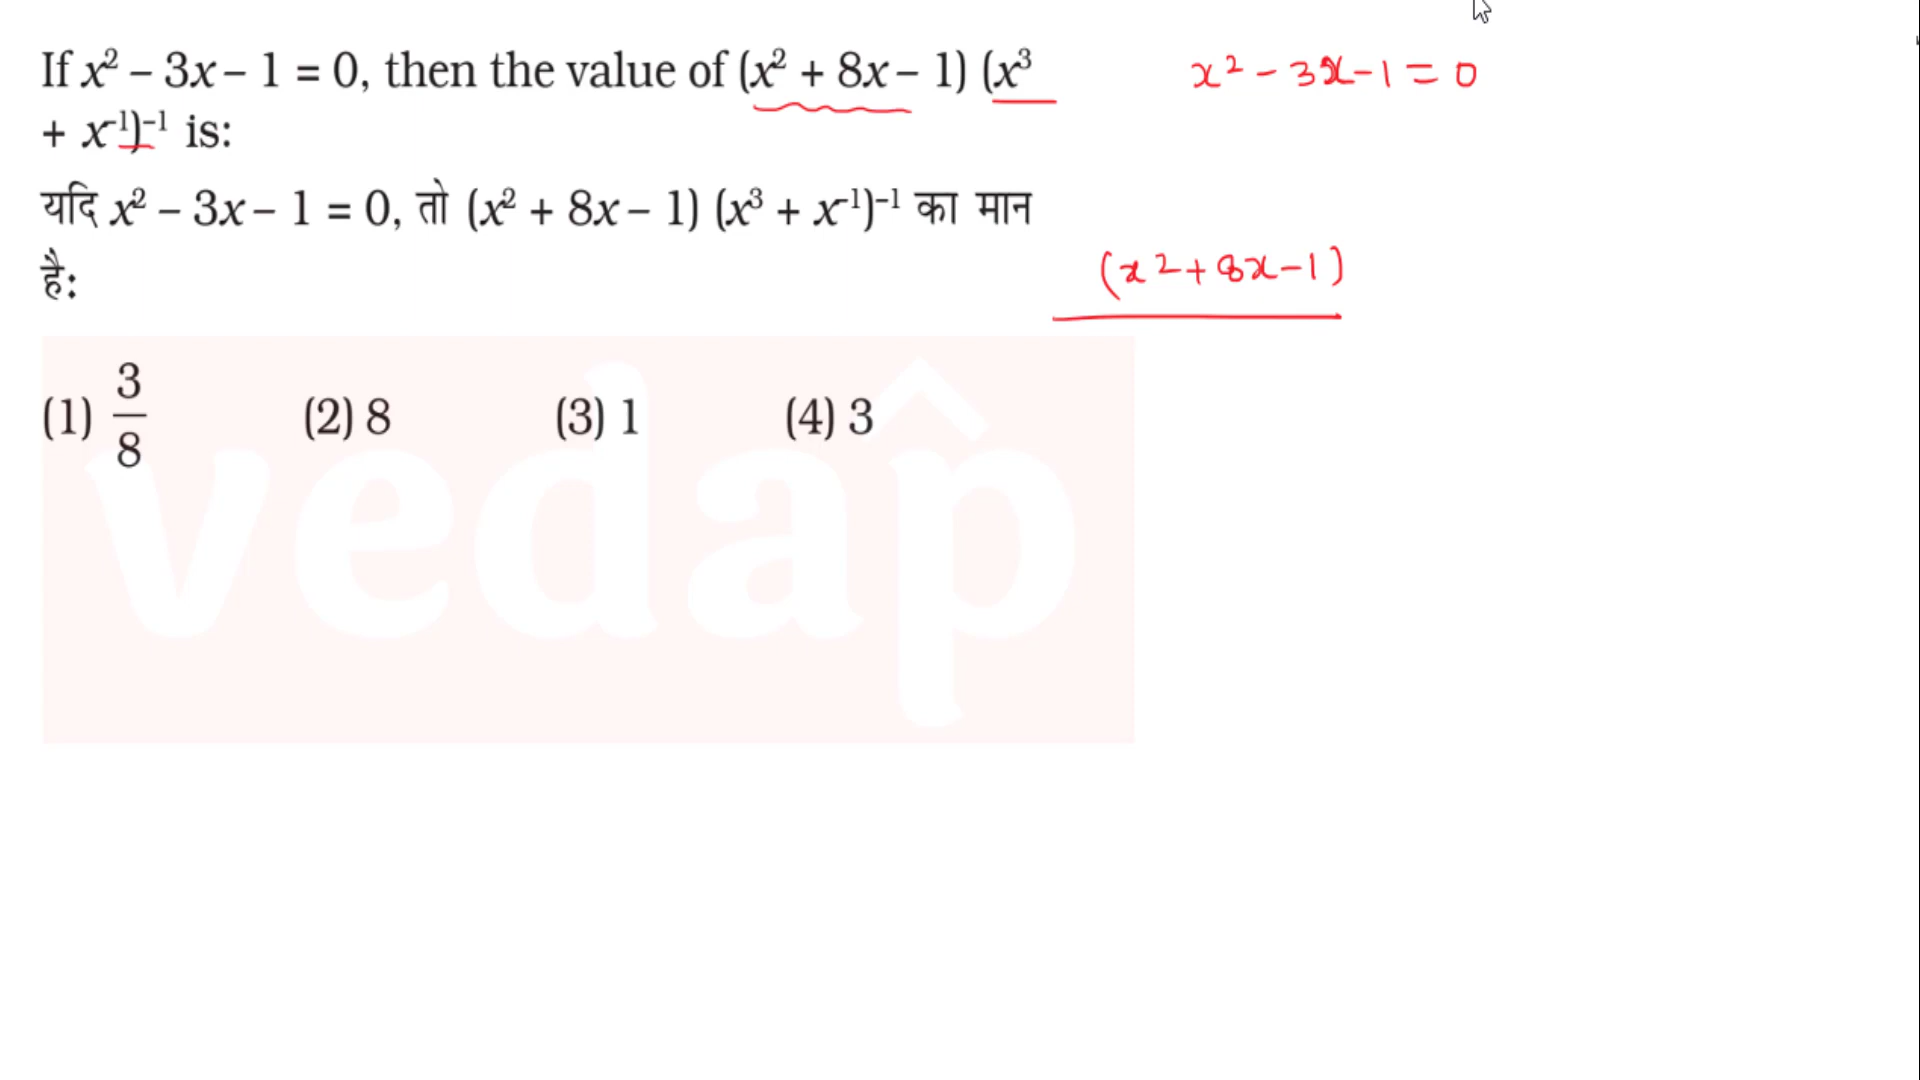 If x² – 3x – 1 = 0, then the value of (x² + 8x – 1) (x³
+ x⁻¹)⁻¹ is:
यदि x² – 3x – 1 = 0, तो (x² + 8x – 1) (x³ + x⁻¹)⁻¹ का मान
है:
(1) 3/8 (2) 8 (3) 1 (4) 3
x² – 3x – 1 = 0
(x² + 8x – 1)
vedap